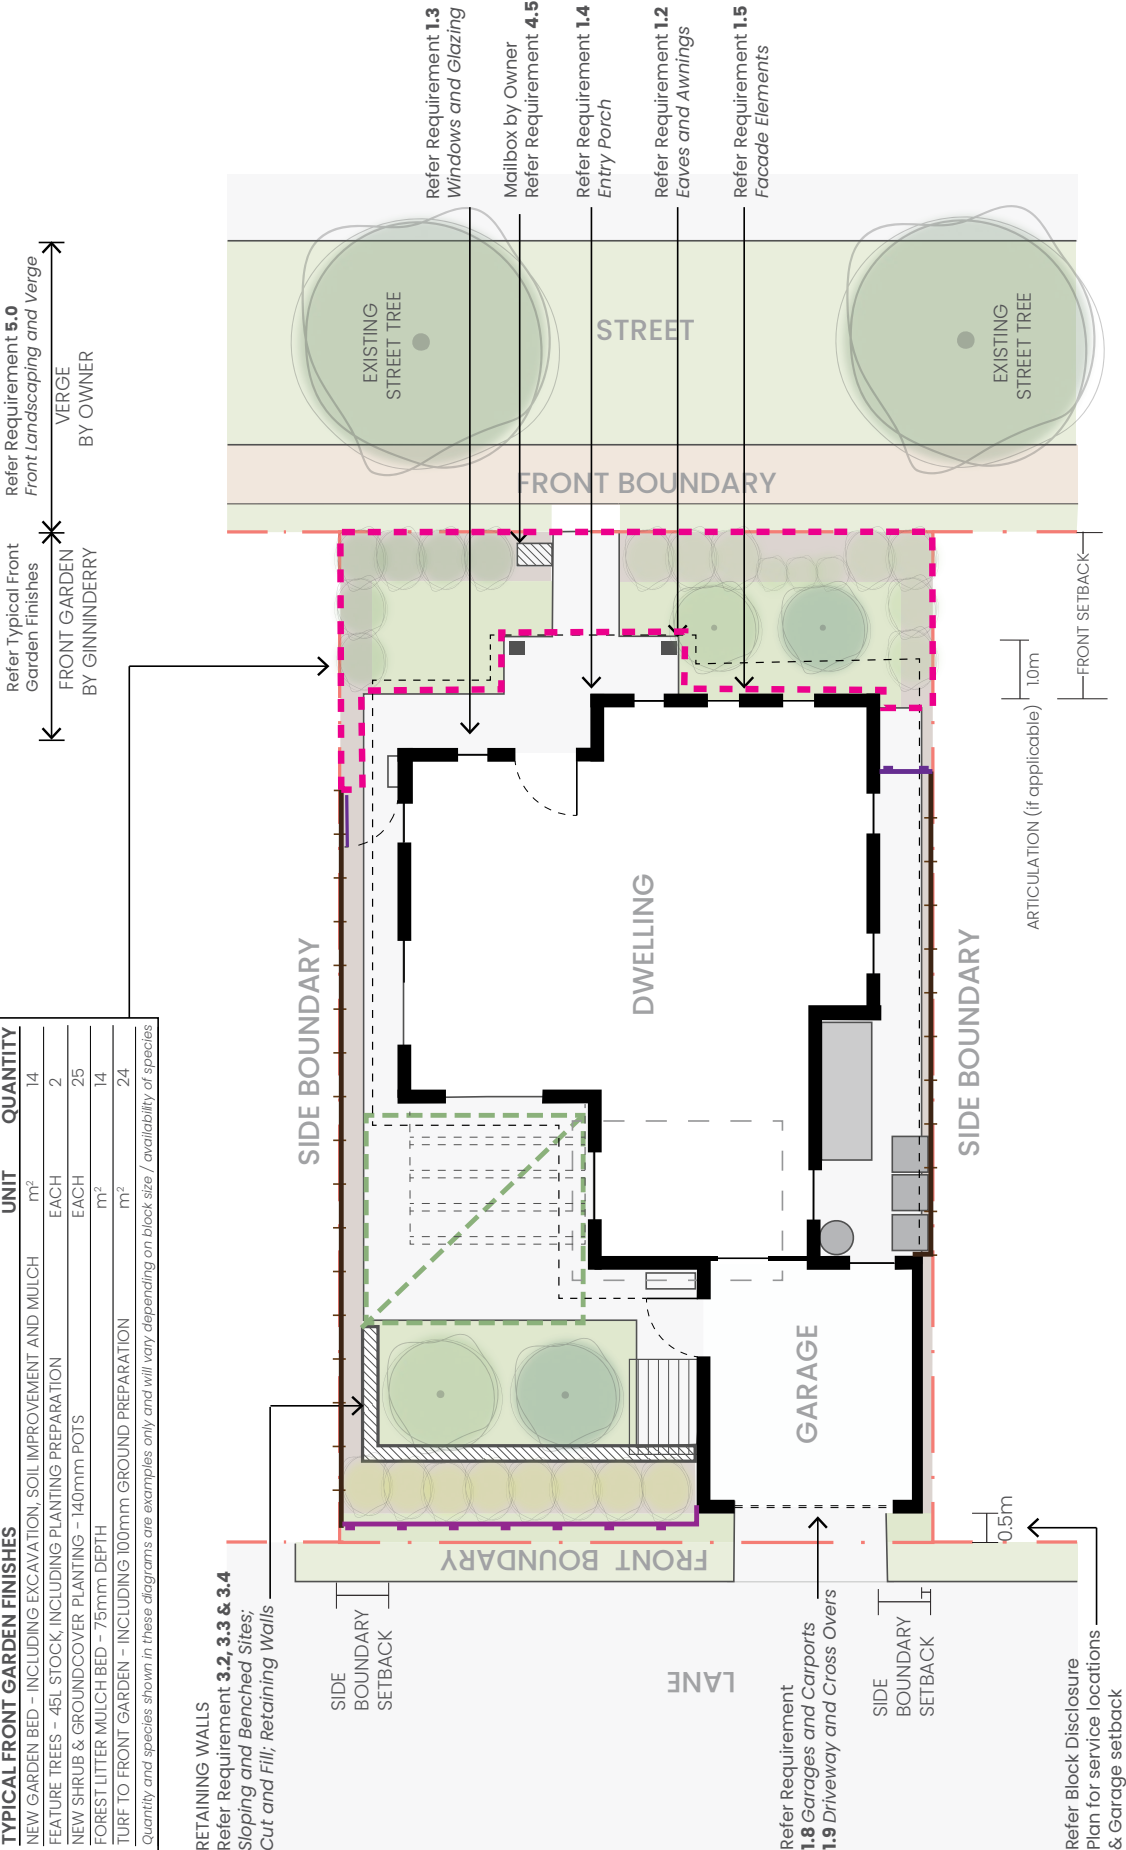 TYPICAL FRONT GARDEN FINISHES UNIT QUANTITY
NEW GARDEN BED - INCLUDING EXCAVATION, SOIL IMPROVEMENT AND MULCH m² 14
FEATURE TREES - 45L STOCK, INCLUDING PLANTING PREPARATION EACH 2
NEW SHRUB & GROUNDCOVER PLANTING - 140mm POTS EACH 25
FOREST LITTER MULCH BED - 75mm DEPTH m² 14
TURF TO FRONT GARDEN - INCLUDING 100mm GROUND PREPARATION m² 24
Quantity and species shown in these diagrams are examples only and will vary depending on block size / availability of species
Refer Typical Front
Garden Finishes
FRONT GARDEN
BY GINNINDERRY
Refer Requirement 5.0
Front Landscaping and Verge
VERGE
BY OWNER
RETAINING WALLS
Refer Requirement 3.2, 3.3 & 3.4
Sloping and Benched Sites;
Cut and Fill; Retaining Walls
SIDE
BOUNDARY
SETBACK
SIDE BOUNDARY
EXISTING
STREET TREE
Refer Requirement 1.3
Windows and Glazing
Mailbox by Owner
Refer Requirement 4.5
Refer Requirement 1.4
Entry Porch
Refer Requirement 1.2
Eaves and Awnings
Refer Requirement 1.5
Facade Elements
FRONT BOUNDARY
LANE
DWELLING
STREET
FRONT BOUNDARY
GARAGE
Refer Requirement
1.8 Garages and Carports
1.9 Driveway and Cross Overs
SIDE
BOUNDARY
SETBACK
SIDE BOUNDARY
EXISTING
STREET TREE
0.5m
1.0m
ARTICULATION (if applicable)
FRONT SETBACK
Refer Block Disclosure
Plan for service locations
& Garage setback